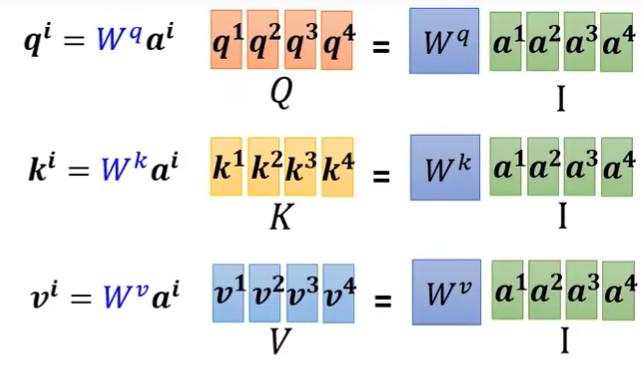 qⁱ = W^q aⁱ q¹ q² q³ q⁴ = W^q a¹ a² a³ a⁴
Q I
kⁱ = W^k aⁱ k¹ k² k³ k⁴ = W^k a¹ a² a³ a⁴
K I
vⁱ = W^v aⁱ v¹ v² v³ v⁴ = W^v a¹ a² a³ a⁴
V I